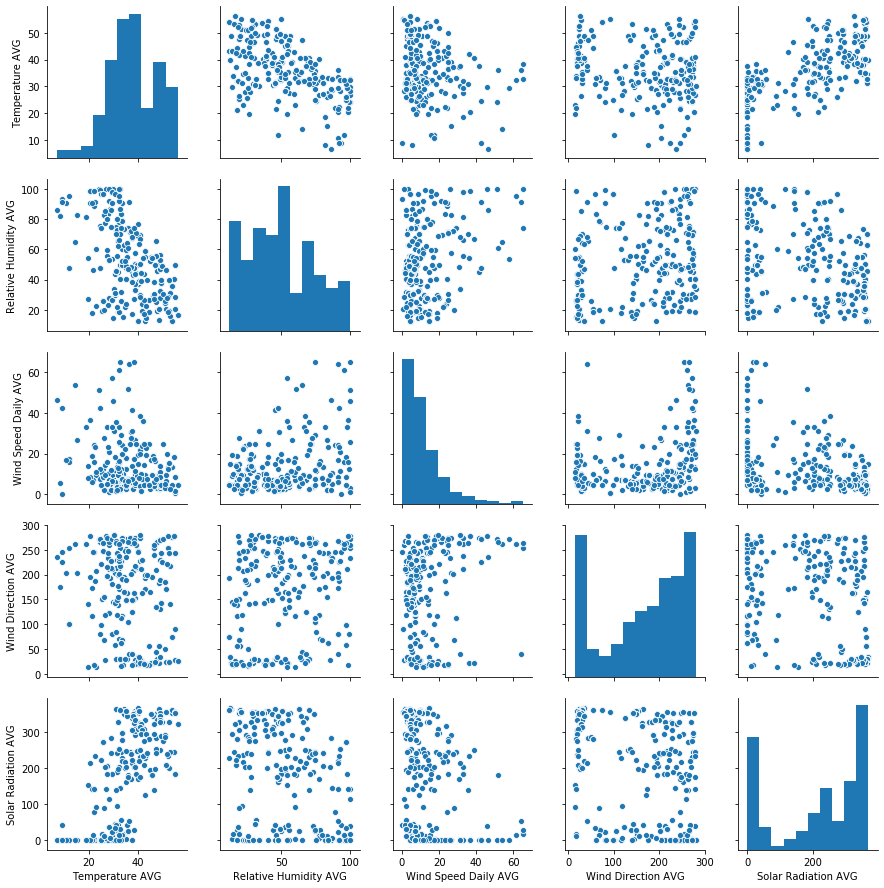 Temperature AVG
50
40
30
20
10
Relative Humidity AVG
100
80
60
40
20
Wind Speed Daily AVG
60
40
20
0
Wind Direction AVG
300
250
200
150
100
50
0
Solar Radiation AVG
300
200
100
0
20 40
Temperature AVG
50 100
Relative Humidity AVG
0 20 40 60
Wind Speed Daily AVG
0 100 200 300
Wind Direction AVG
0 200
Solar Radiation AVG